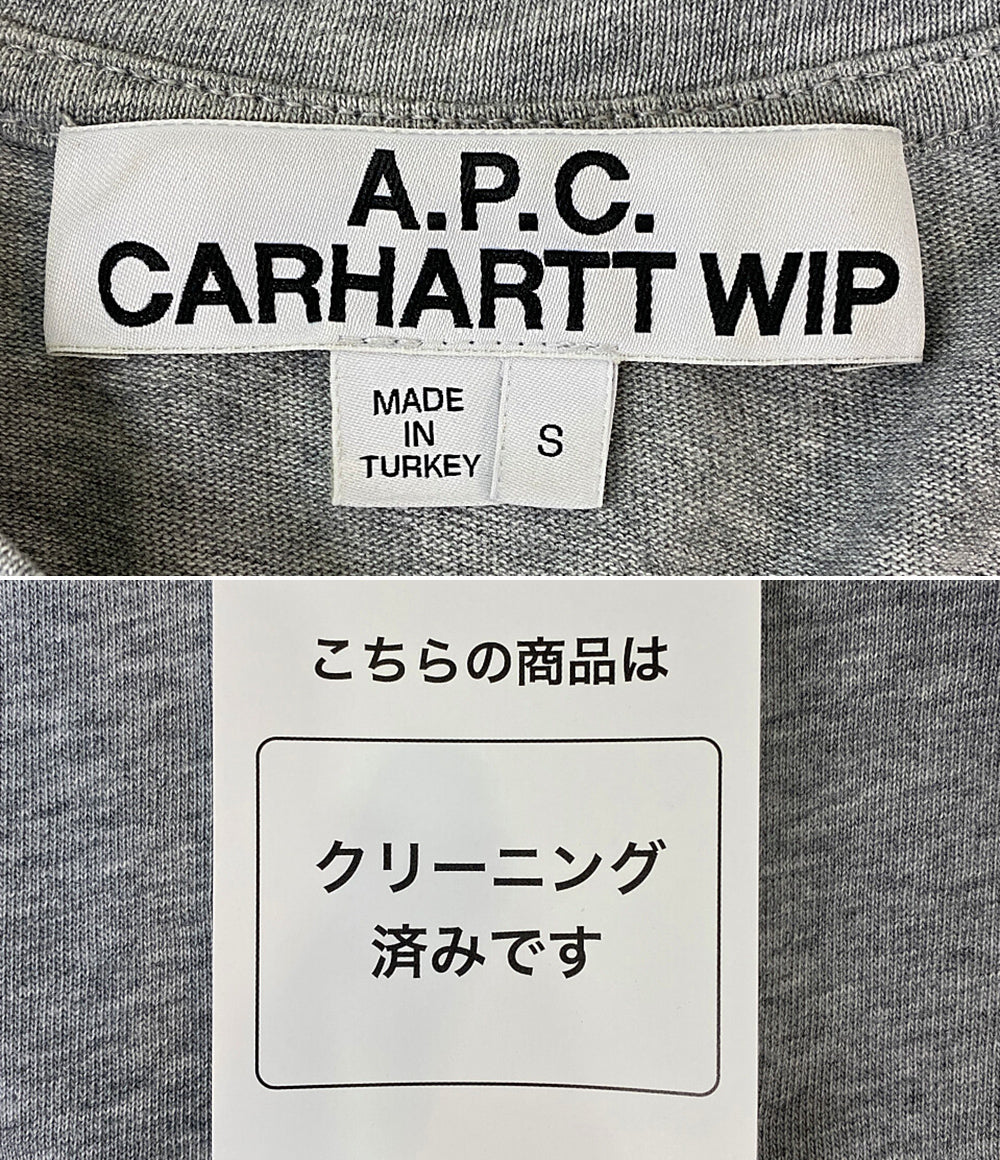 A.P.C.
CARHARTT WIP
MADE
IN
TURKEY
S
こちらの商品は
クリーニング
済みです